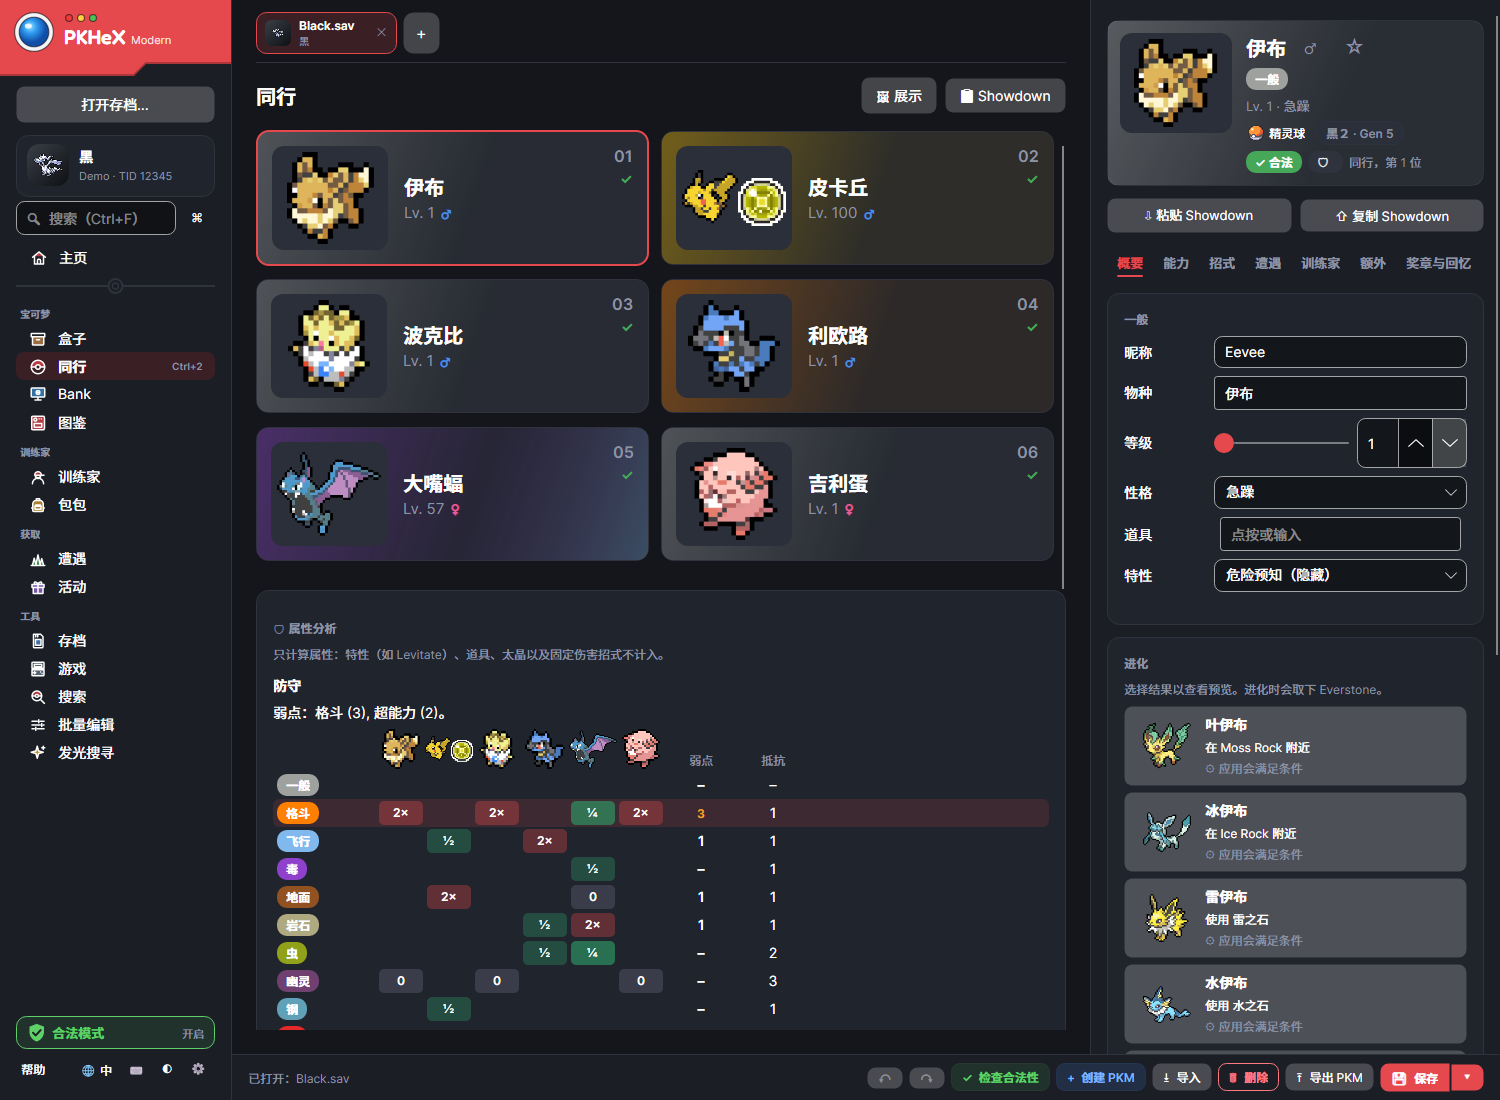 PKHeX Modern
打开存档...
黑
Demo · TID 12345
搜索（Ctrl+F）
⌘
主页
宝可梦
盒子
同行 Ctrl+2
Bank
图鉴
训练家
训练家
包包
获取
遭遇
活动
工具
存档
游戏
搜索
批量编辑
发光搜寻
合法模式 开启
帮助 中
Black.sav
黑
+
同行
展示
Showdown
01
伊布
Lv. 1 ♂
02
皮卡丘
Lv. 100 ♂
03
波克比
Lv. 1 ♂
04
利欧路
Lv. 1 ♂
05
大嘴蝠
Lv. 57 ♀
06
吉利蛋
Lv. 1 ♀
属性分析
只计算属性：特性（如 Levitate）、道具、太晶以及固定伤害招式不计入。
防守
弱点：格斗 (3), 超能力 (2)。
弱点 抵抗
一般 – –
格斗 2× 2× ¼ 2× 3 1
飞行 ½ 2× 1 1
毒 ½ – 1
地面 2× 0 1 1
岩石 ½ 2× 1 1
虫 ½ ¼ – 2
幽灵 0 0 0 – 3
钢 ½ – 1
伊布 ♂ ☆
一般
Lv. 1 · 急躁
精灵球 黑 2 · Gen 5
✓ 合法 同行，第 1 位
⇩ 粘贴 Showdown
⇧ 复制 Showdown
概要 能力 招式 遭遇 训练家 额外 奖章与回忆
一般
昵称 Eevee
物种 伊布
等级 1
性格 急躁
道具 点按或输入
特性 危险预知（隐藏）
进化
选择结果以查看预览。进化时会取下 Everstone。
叶伊布
在 Moss Rock 附近
应用会满足条件
冰伊布
在 Ice Rock 附近
应用会满足条件
雷伊布
使用 雷之石
应用会满足条件
水伊布
使用 水之石
应用会满足条件
已打开：Black.sav
✓ 检查合法性
+ 创建 PKM
导入
删除
导出 PKM
保存